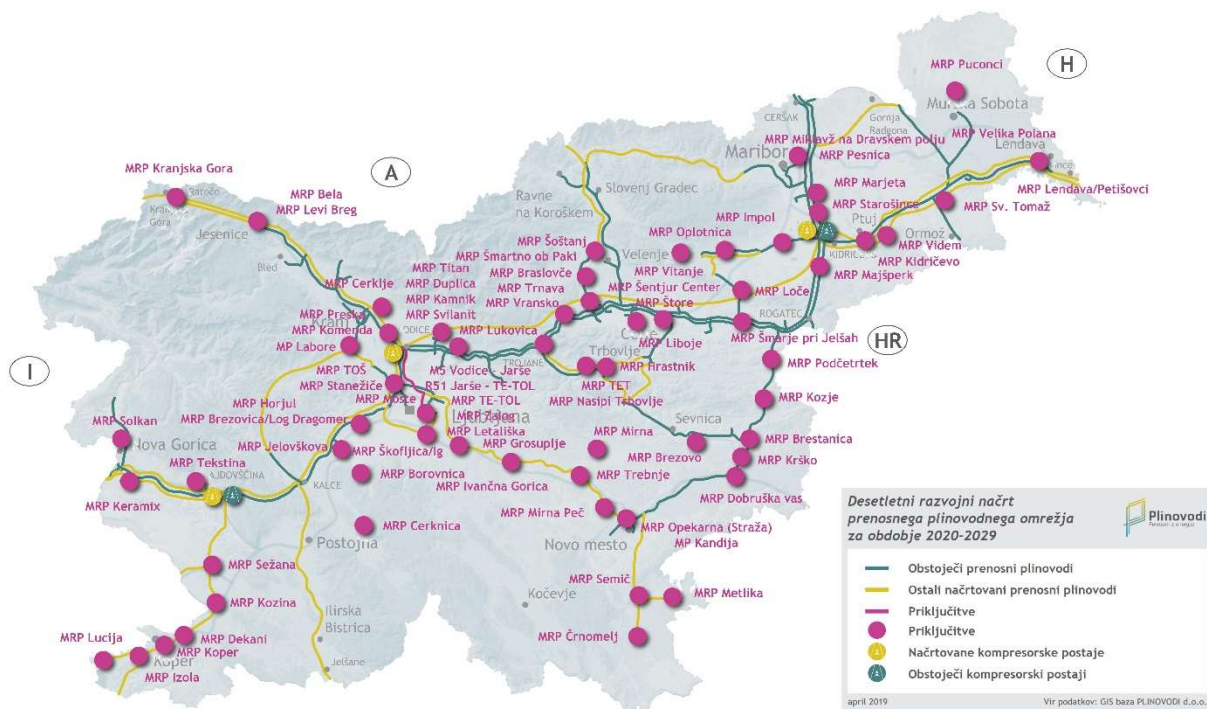 H
MRP Puconci
Murska Sobota
CERŠAK
Gornja
Radgona
MRP Miklavž na Dravskem polju
MRP Velika Polana
Lendava
Maribor
MRP Pesnica
MRP Kranjska Gora
A
MRP Bela
MRP Levi Breg
Kranjska
Gora
Jesenice
Ravne
na Koroškem
Slovenj Gradec
MRP Marjeta
MRP Lendava/Petišovci
MRP Starošince
MRP Sv. Tomaž
MRP Impol
Ptuj
Ormož
MRP Oplotnica
MRP Videm
KIDRIČEVO
MRP Kidričevo
MRP Majšperk
Bled
MRP Šoštanj
Velenje
MRP Šmartno ob Paki
MRP Vitanje
MRP Titan
MRP Cerklje
MRP Duplica
MRP Braslovče
MRP Trnava
MRP Šentjur Center
MRP Loče
MRP Kamnik
MRP Vransko
MRP Štore
MRP Preska
MRP Svilanit
ROGATEC
Kranj
MRP Komenda
VODICE
MRP Lukovica
MRP Šmarje pri Jelšah
HR
MP Labore
TROJANE
Trbovlje
MRP Liboje
MRP Podčetrtek
I
MRP TOŠ
M5 Vodice - Jarše
MRP Hrastnik
MRP Stanežiče
R51 Jarše - TE-TOL
MRP TET
MRP Moste
MRP TE-TOL
MRP Nasipi Trbovlje
MRP Kozje
MRP Horjul
MRP Zalog
Ljubljana
Sevnica
MRP Solkan
MRP Brezovica/Log Dragomer
MRP Letališka
MRP Mirna
MRP Brestanica
Nova Gorica
MRP Jelovškova
MRP Škofljica/Ig
MRP Grosuplje
MRP Brezovo
MRP Krško
MRP Tekstina
AJDOVŠČINA
MRP Borovnica
MRP Trebnje
MRP Keramix
KALCE
MRP Ivančna Gorica
MRP Dobruška vas
MRP Mirna Peč
MRP Cerknica
MRP Opekarna (Straža)
Postojna
Novo mesto
MP Kandija
MRP Sežana
MRP Semič
MRP Metlika
Kočevje
MRP Kozina
Ilirska
Bistrica
MRP Lucija
MRP Dekani
MRP Črnomelj
MRP Koper
Koper
MRP Izola
Jelšane
Desetletni razvojni načrt
prenosnega plinovodnega omrežja
za obdobje 2020-2029
Plinovodi
Obstoječi prenosni plinovodi
Ostali načrtovani prenosni plinovodi
Priključitve
Priključitve
Načrtovane kompresorske postaje
Obstoječi kompresorski postaji
april 2019
Vir podatkov: GIS baza PLINOVODI d.o.o.